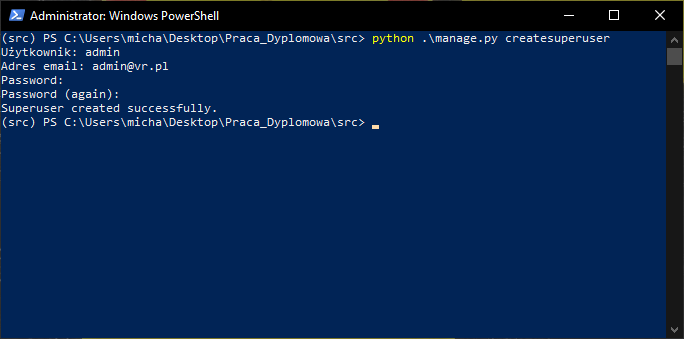 Administrator: Windows PowerShell
(src) PS C:\Users\micha\Desktop\Praca_Dyplomowa\src> python .\manage.py createsuperuser
Użytkownik: admin
Adres email: admin@vr.pl
Password:
Password (again):
Superuser created successfully.
(src) PS C:\Users\micha\Desktop\Praca_Dyplomowa\src>